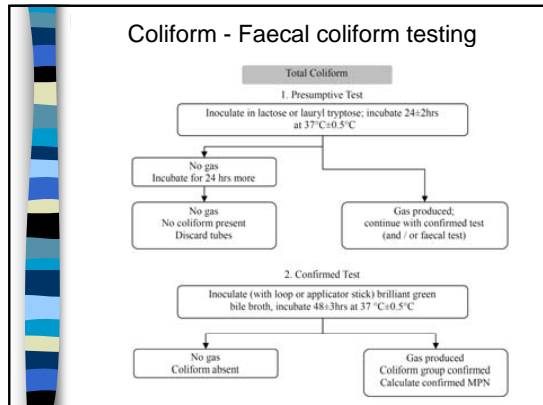 Coliform - Faecal coliform testing
Total Coliform
1. Presumptive Test
Inoculate in lactose or lauryl tryptose; incubate 24±2hrs
at 37°C±0.5°C
No gas
Incubate for 24 hrs more
No gas
No coliform present
Discard tubes
Gas produced;
continue with confirmed test
(and / or faecal test)
2. Confirmed Test
Inoculate (with loop or applicator stick) brilliant green
bile broth, incubate 48±3hrs at 37 °C±0.5°C
No gas
Coliform absent
Gas produced
Coliform group confirmed
Calculate confirmed MPN